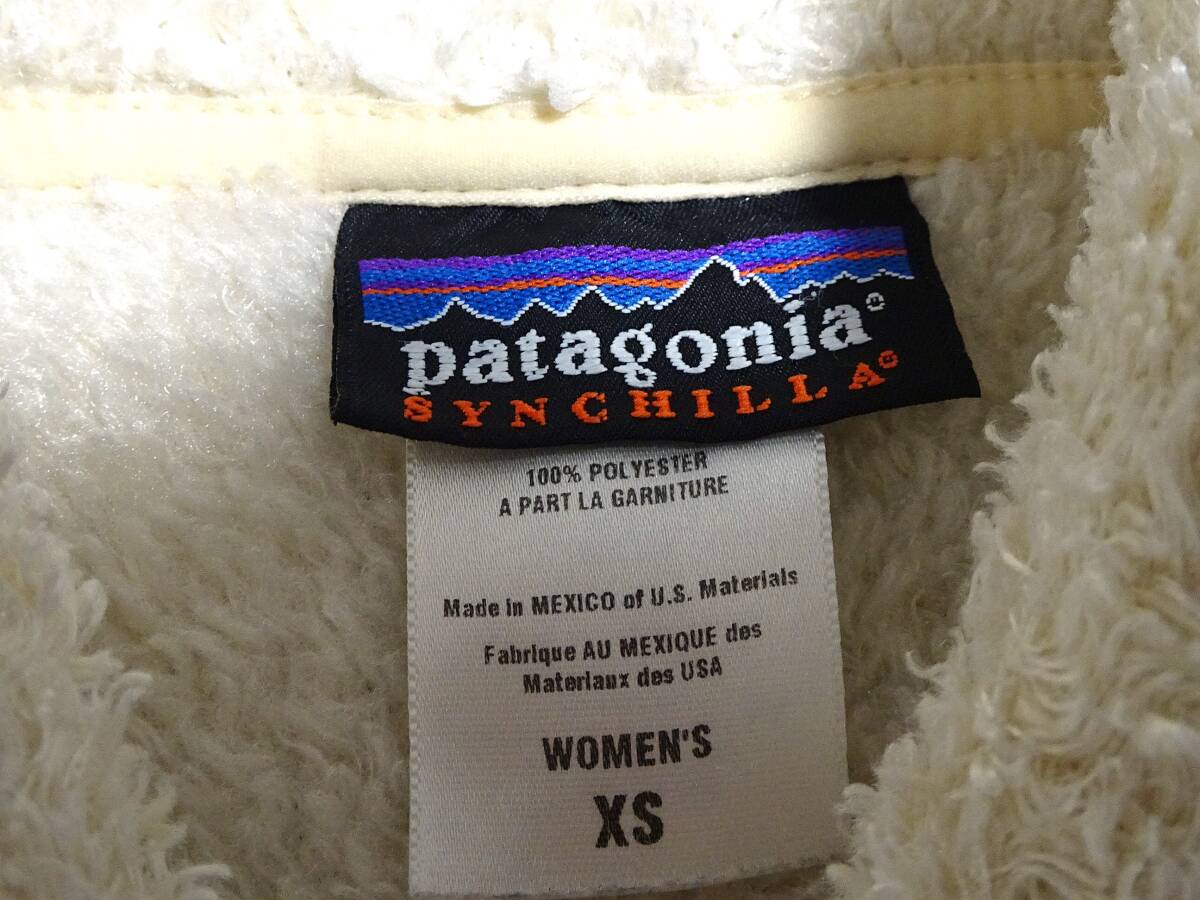 patagonia®
SYNCHILLA®
100% POLYESTER
A PART LA GARNITURE
Made in MEXICO of U.S. Materials
Fabrique AU MEXIQUE des
Materiaux des USA
WOMEN'S
XS